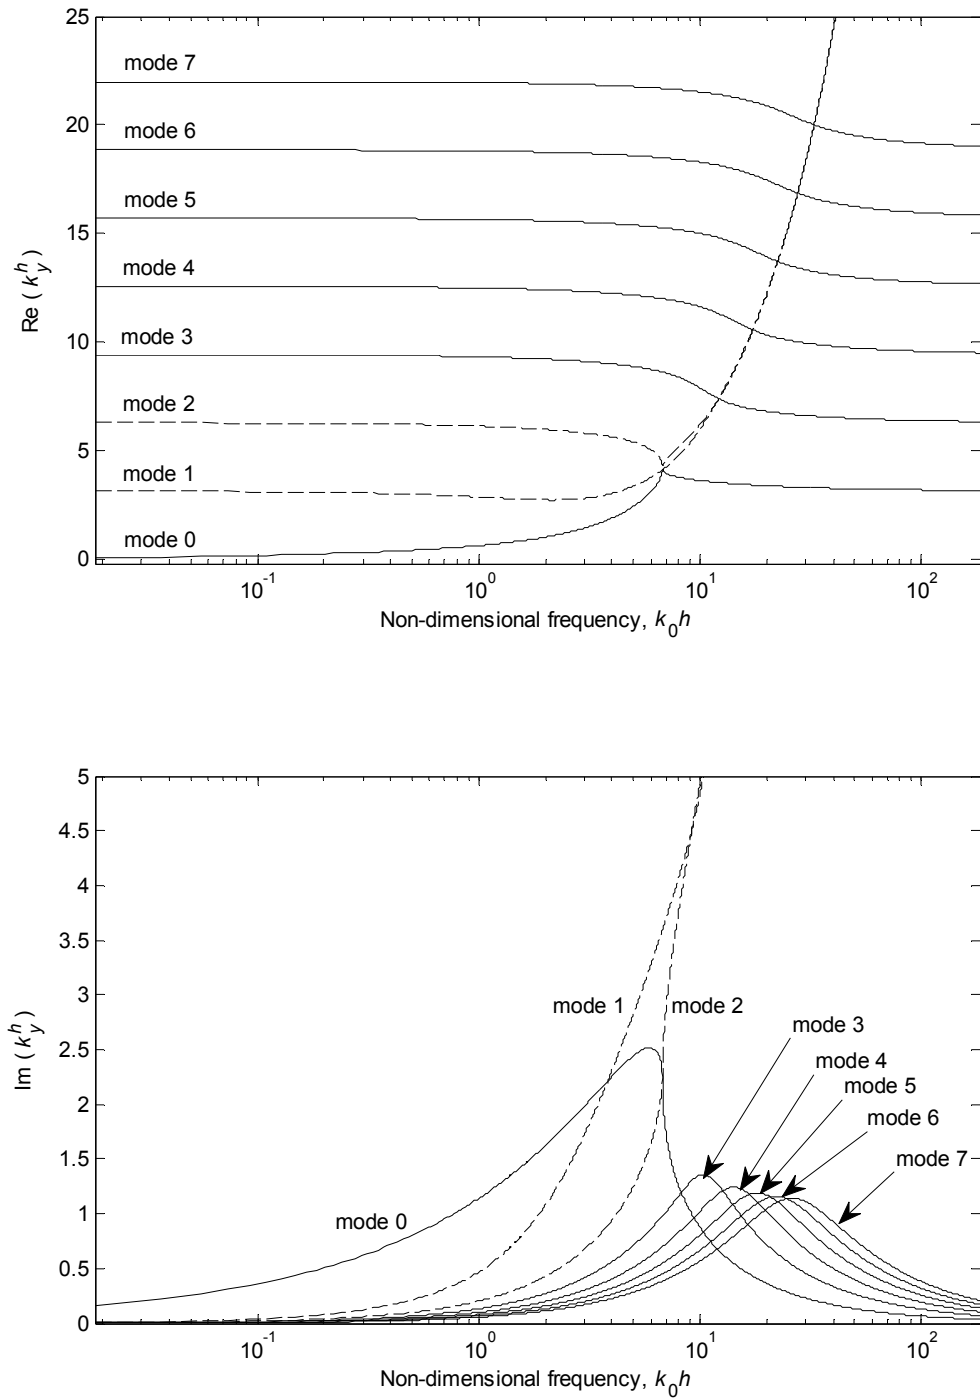 25
mode 7
20
mode 6
mode 5
15
mode 4
10
mode 3
mode 2
5
mode 1
mode 0
0
Re ( k_y^h )
10^-1
10^0
10^1
10^2
Non-dimensional frequency, k_0h
5
4.5
4
3.5
3
mode 1
mode 2
mode 3
2.5
mode 4
mode 5
2
mode 6
1.5
mode 7
1
mode 0
0.5
0
Im ( k_y^h )
10^-1
10^0
10^1
10^2
Non-dimensional frequency, k_0h